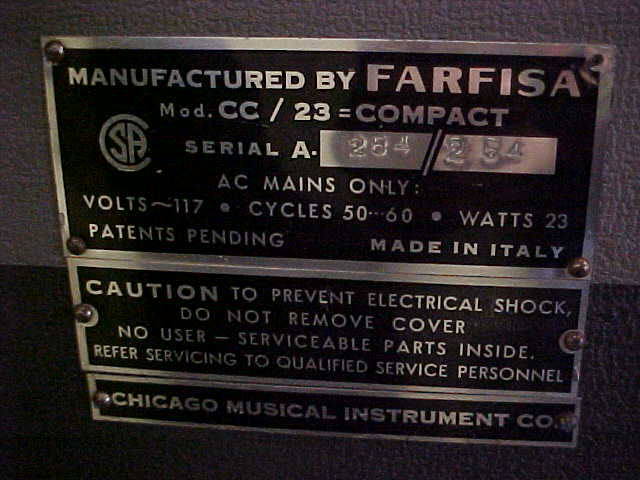 MANUFACTURED BY FARFISA
Mod. CC / 23 = COMPACT
CSA
SERIAL A. 284/254
AC MAINS ONLY:
VOLTS ~ 117 • CYCLES 50...60 • WATTS 23
PATENTS PENDING MADE IN ITALY
CAUTION TO PREVENT ELECTRICAL SHOCK,
DO NOT REMOVE COVER
NO USER – SERVICEABLE PARTS INSIDE.
REFER SERVICING TO QUALIFIED SERVICE PERSONNEL
CHICAGO MUSICAL INSTRUMENT CO.